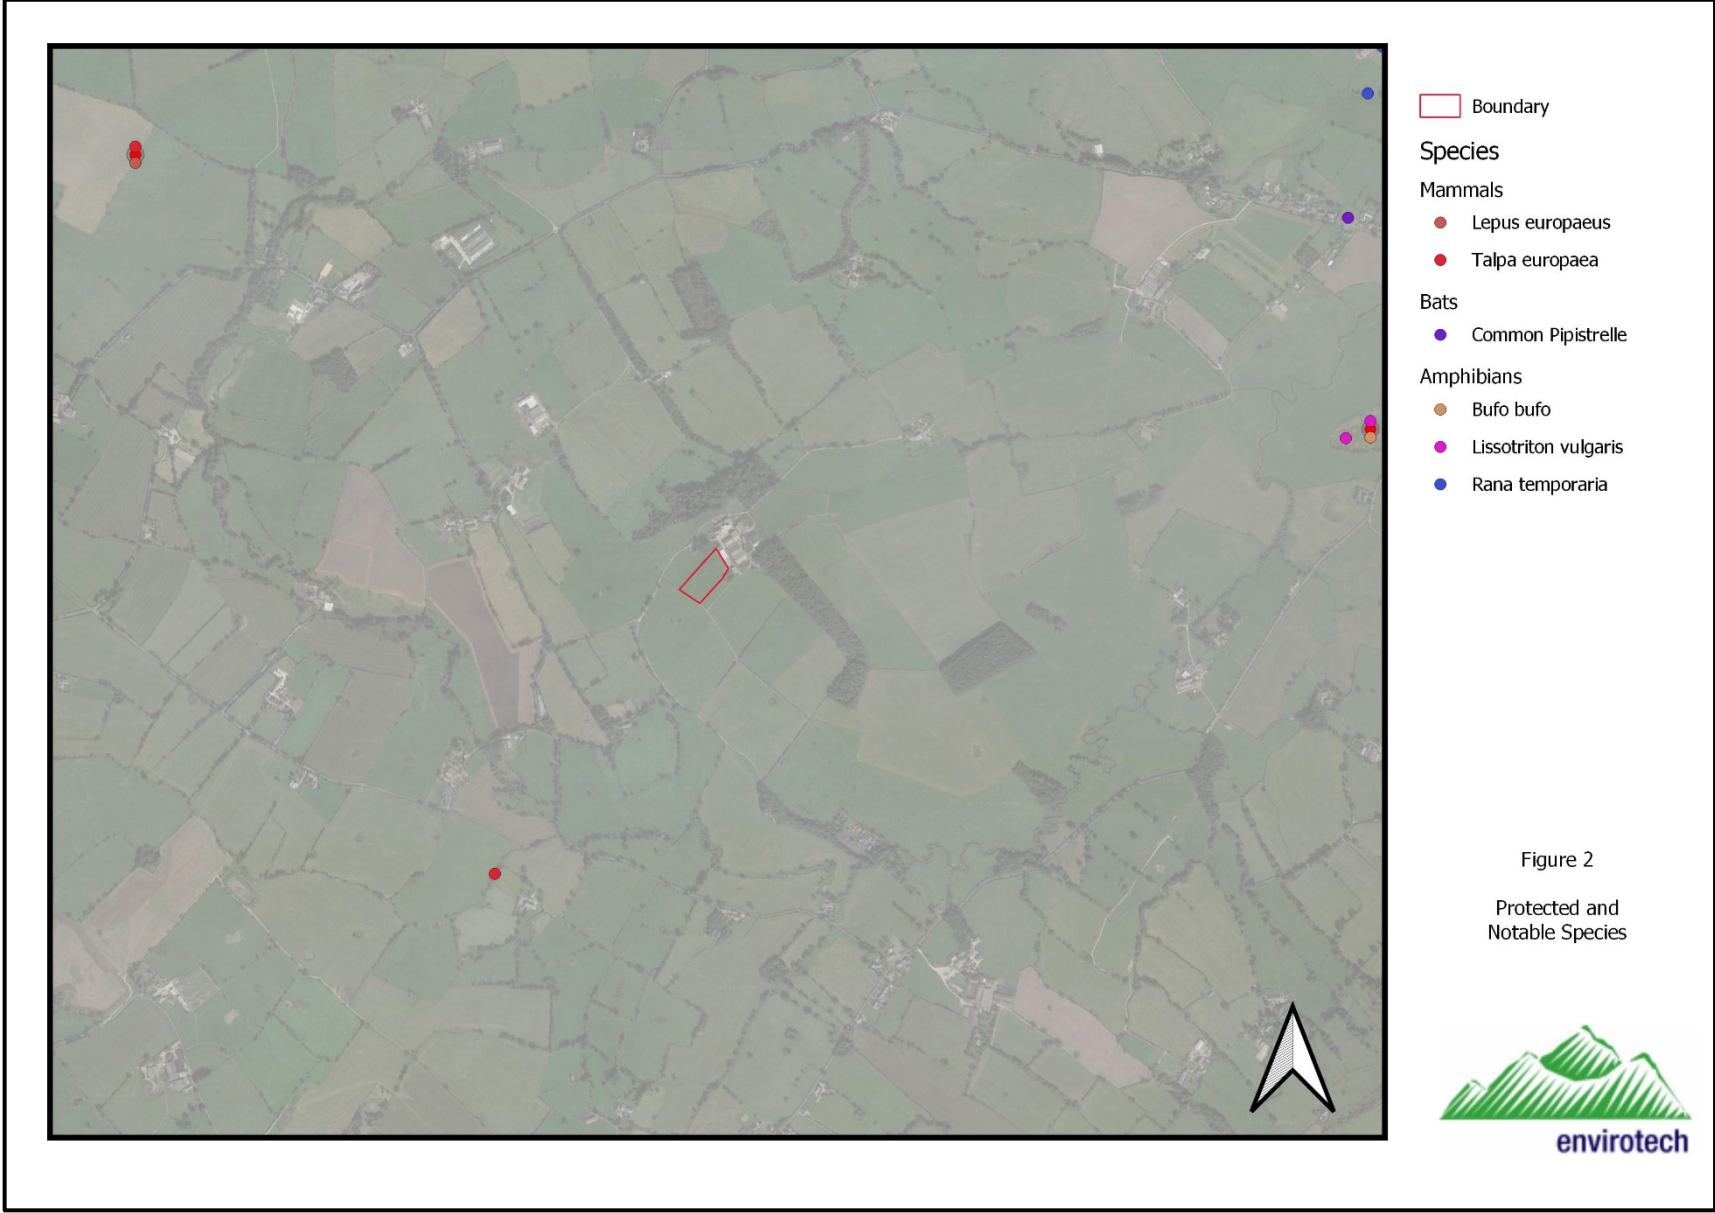 Boundary
Species
Mammals
Lepus europaeus
Talpa europaea
Bats
Common Pipistrelle
Amphibians
Bufo bufo
Lissotriton vulgaris
Rana temporaria
Figure 2
Protected and
Notable Species
envirotech